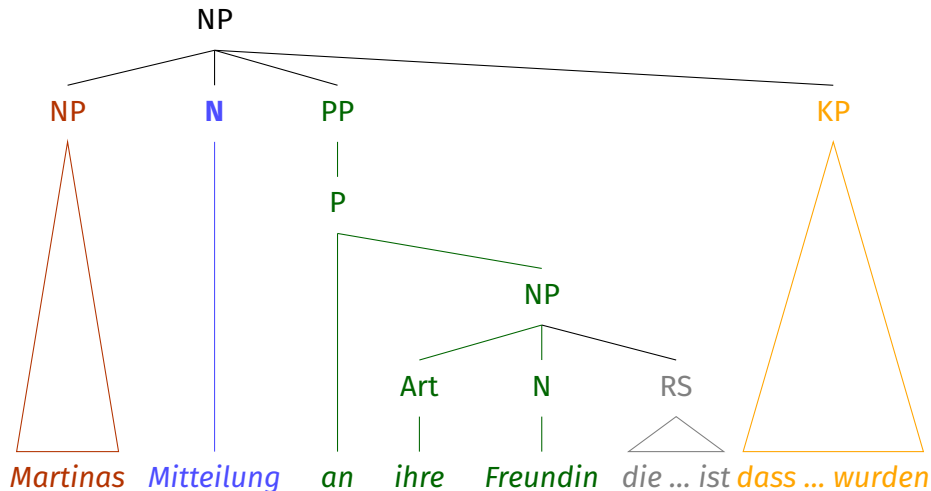 NP
NP N PP KP
P
NP
Art N RS
Martinas Mitteilung an ihre Freundin die ... ist dass ... wurden